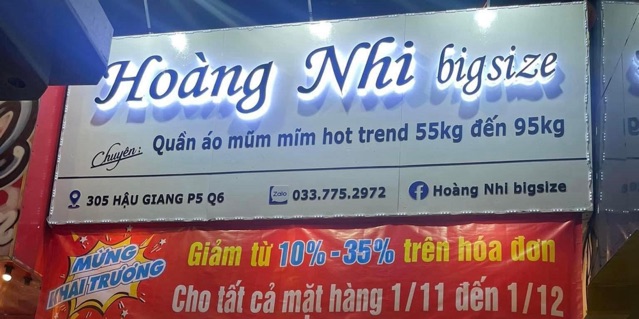 Hoàng Nhi bigsize
Chuyên: Quần áo mũm mĩm hot trend 55kg đến 95kg
305 HẬU GIANG P5 Q6 Zalo 033.775.2972 Hoàng Nhi bigsize
MỪNG KHAI TRƯƠNG
Giảm từ 10%-35% trên hóa đơn
Cho tất cả mặt hàng 1/11 đến 1/12